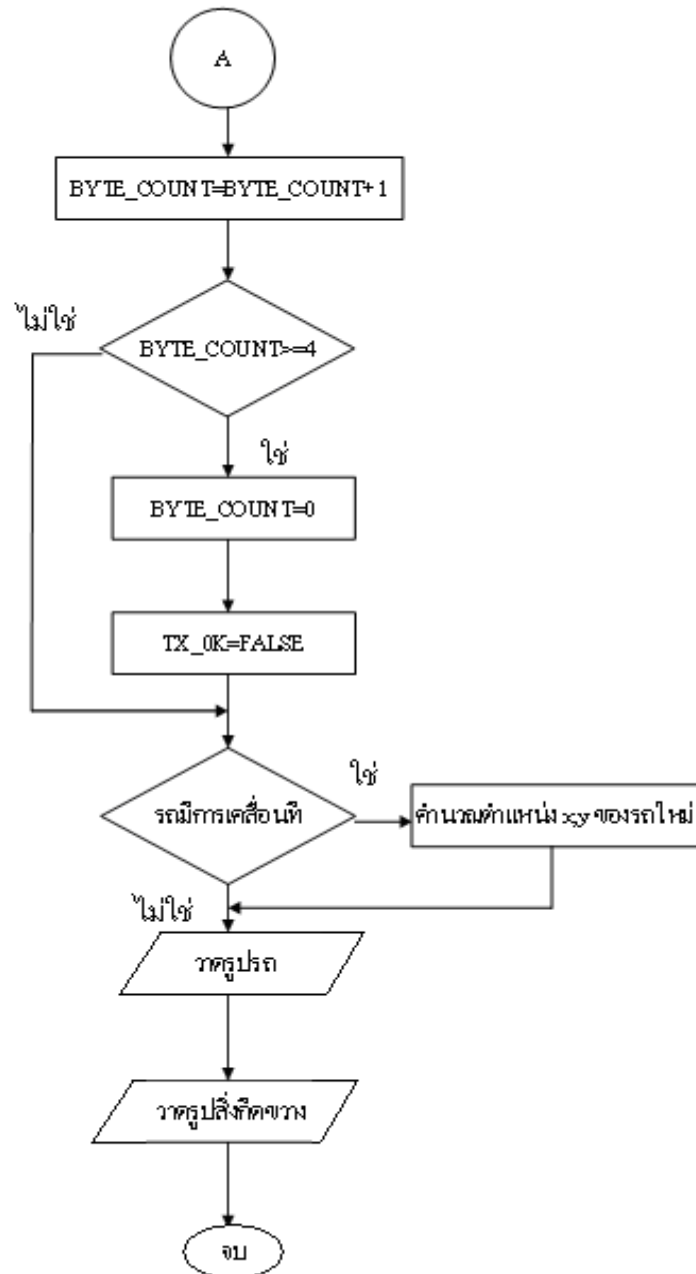 A
BYTE_COUNT=BYTE_COUNT+1
ไม่ใช่
BYTE_COUNT>=4
ใช่
BYTE_COUNT=0
TX_0K=FALSE
ใช่
รถมีการเคลื่อนที่
คำนวณตำแหน่ง x,y ของรถใหม่
ไม่ใช่
วาดรูปรถ
วาดรูปสิ่งกีดขวาง
จบ